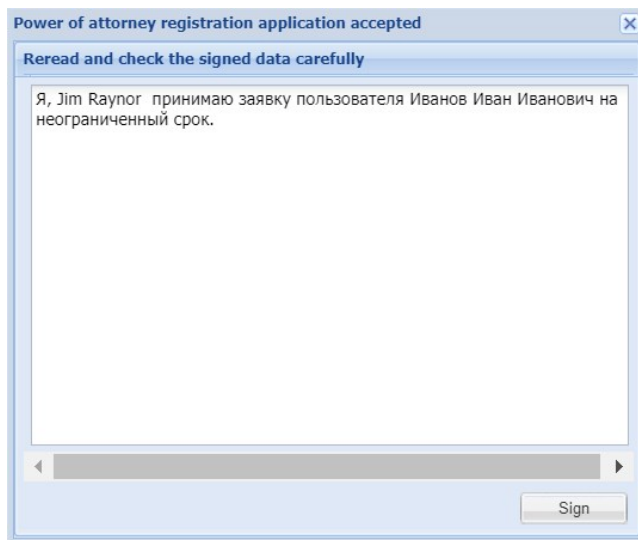 Power of attorney registration application accepted
Reread and check the signed data carefully
Я, Jim Raynor  принимаю заявку пользователя Иванов Иван Иванович на
неограниченный срок.
Sign